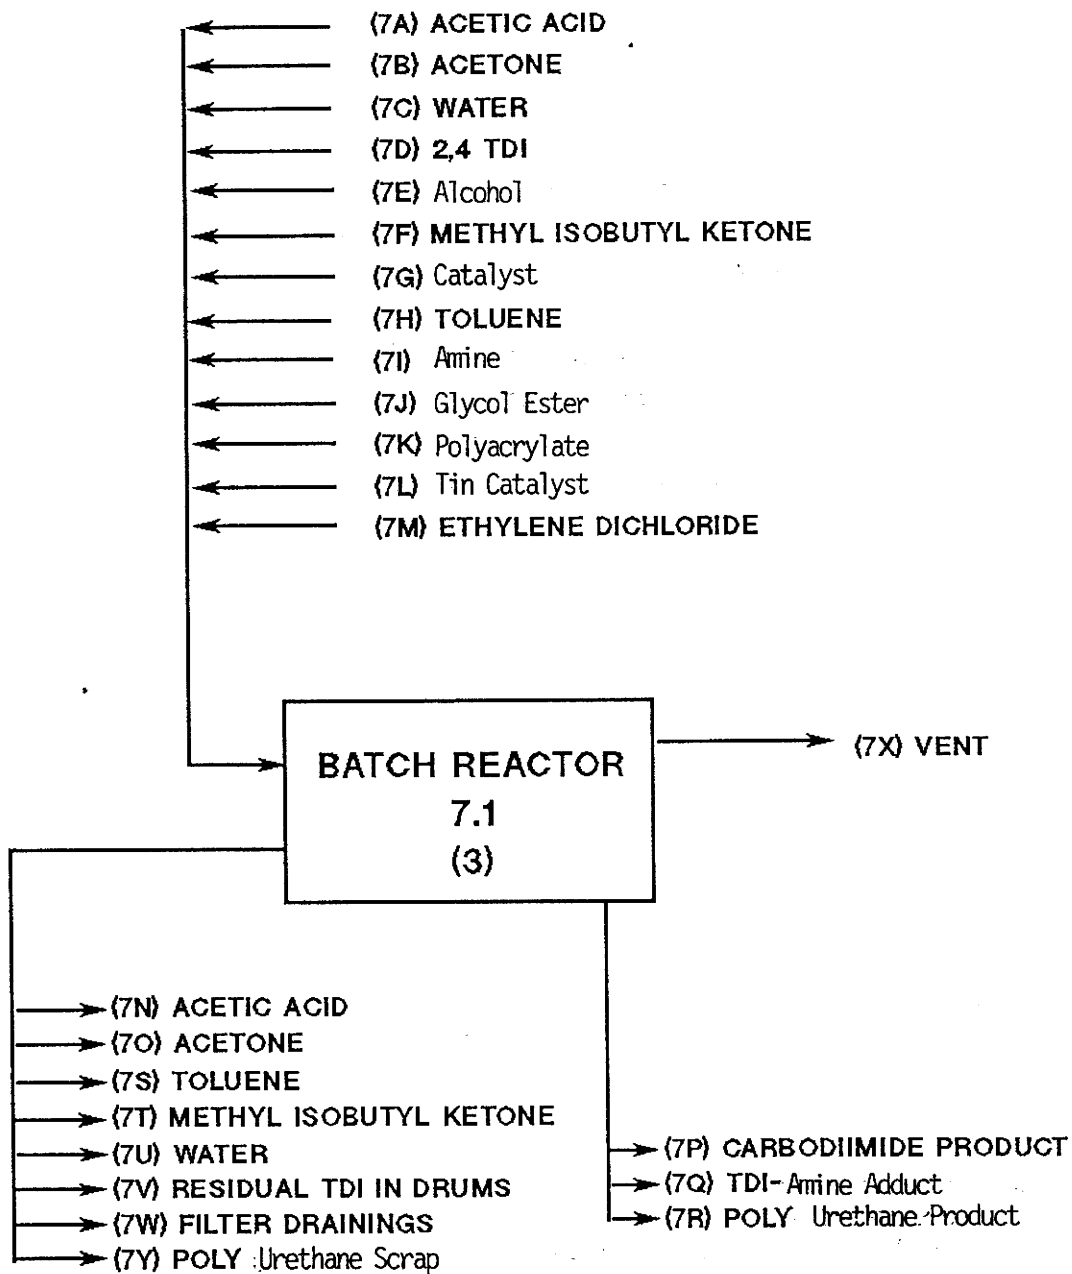 (7A) ACETIC ACID
(7B) ACETONE
(7C) WATER
(7D) 2,4 TDI
(7E) Alcohol
(7F) METHYL ISOBUTYL KETONE
(7G) Catalyst
(7H) TOLUENE
(7I) Amine
(7J) Glycol Ester
(7K) Polyacrylate
(7L) Tin Catalyst
(7M) ETHYLENE DICHLORIDE
BATCH REACTOR
7.1
(3)
(7X) VENT
(7N) ACETIC ACID
(7O) ACETONE
(7S) TOLUENE
(7T) METHYL ISOBUTYL KETONE
(7U) WATER
(7V) RESIDUAL TDI IN DRUMS
(7W) FILTER DRAININGS
(7Y) POLY Urethane Scrap
(7P) CARBODIIMIDE PRODUCT
(7Q) TDI-Amine Adduct
(7R) POLY Urethane Product